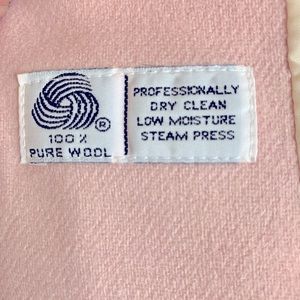 100%
PURE WOOL
®
PROFESSIONALLY
DRY CLEAN
LOW MOISTURE
STEAM PRESS